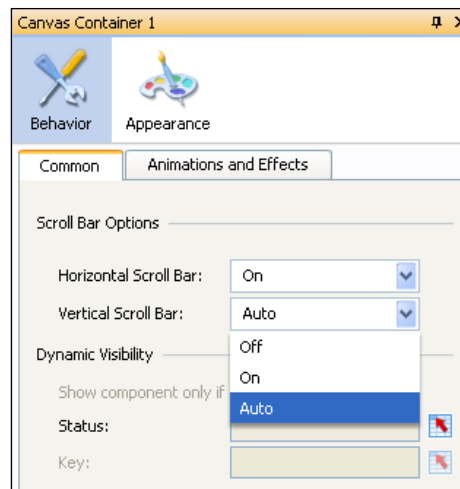 Canvas Container 1
Behavior Appearance
Common Animations and Effects
Scroll Bar Options
Horizontal Scroll Bar: On
Vertical Scroll Bar: Auto
Off
Dynamic Visibility
On
Show component only if
Auto
Status:
Key: